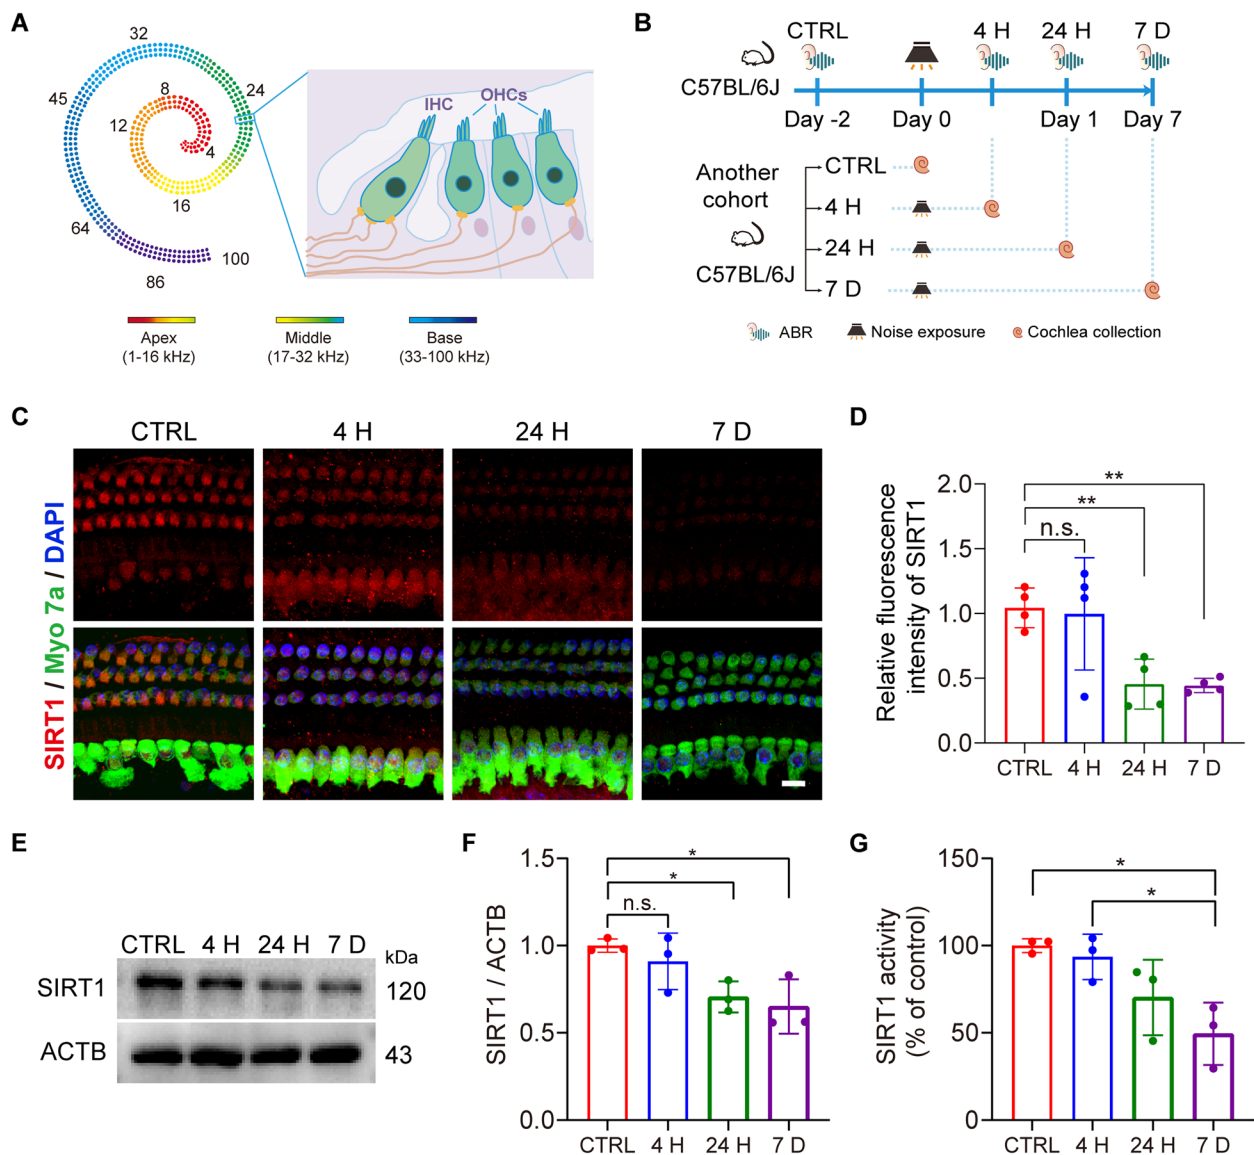 A
32
24
45
8
12
4
16
64
100
86
IHC
OHCs
Apex
(1-16 kHz)
Middle
(17-32 kHz)
Base
(33-100 kHz)
B
CTRL
4 H
24 H
7 D
C57BL/6J
Day -2
Day 0
Day 1
Day 7
Another
cohort
C57BL/6J
CTRL
4 H
24 H
7 D
ABR
Noise exposure
Cochlea collection
C
CTRL
4 H
24 H
7 D
SIRT1 / Myo 7a / DAPI
D
Relative fluorescence
intensity of SIRT1
2.0
1.5
1.0
0.5
0.0
**
**
n.s.
CTRL
4 H
24 H
7 D
E
CTRL
4 H
24 H
7 D
kDa
SIRT1
120
ACTB
43
F
SIRT1 / ACTB
1.5
1.0
0.5
0.0
*
*
n.s.
CTRL
4 H
24 H
7 D
G
SIRT1 activity
(% of control)
150
100
50
0
*
*
CTRL
4 H
24 H
7 D